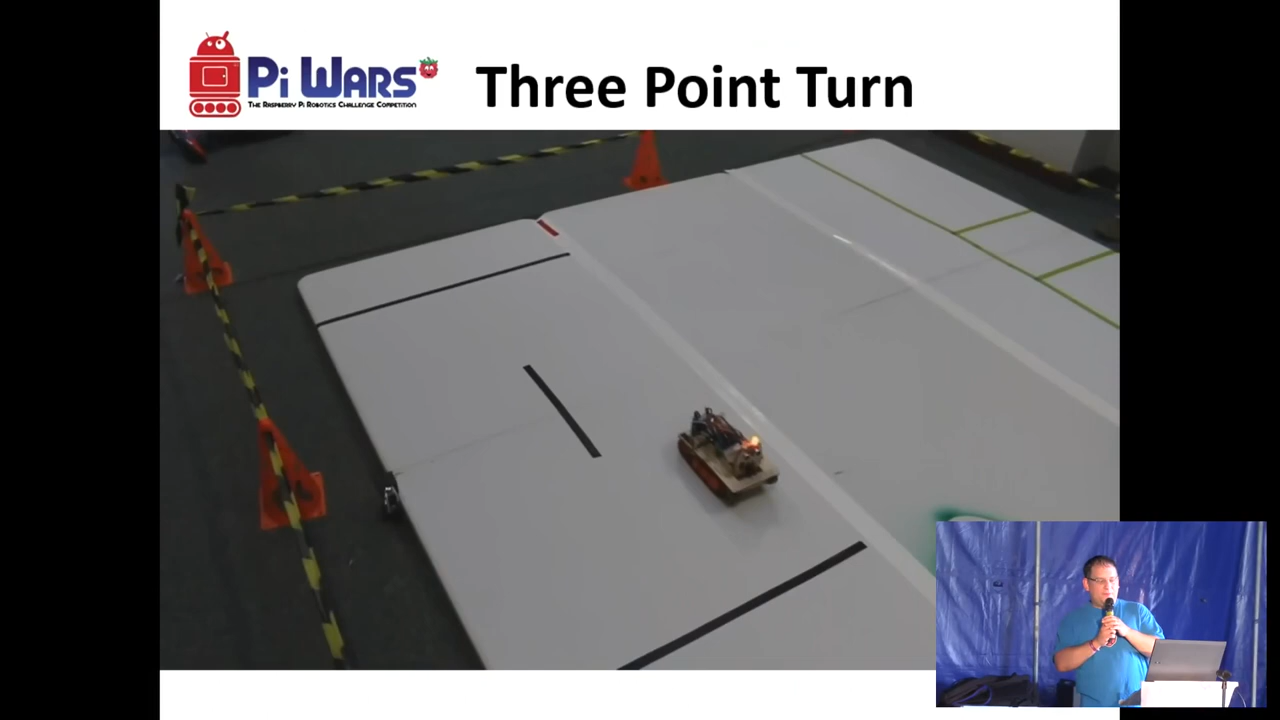 Pi Wars
The Raspberry Pi Robotics Challenge Competition
Three Point Turn